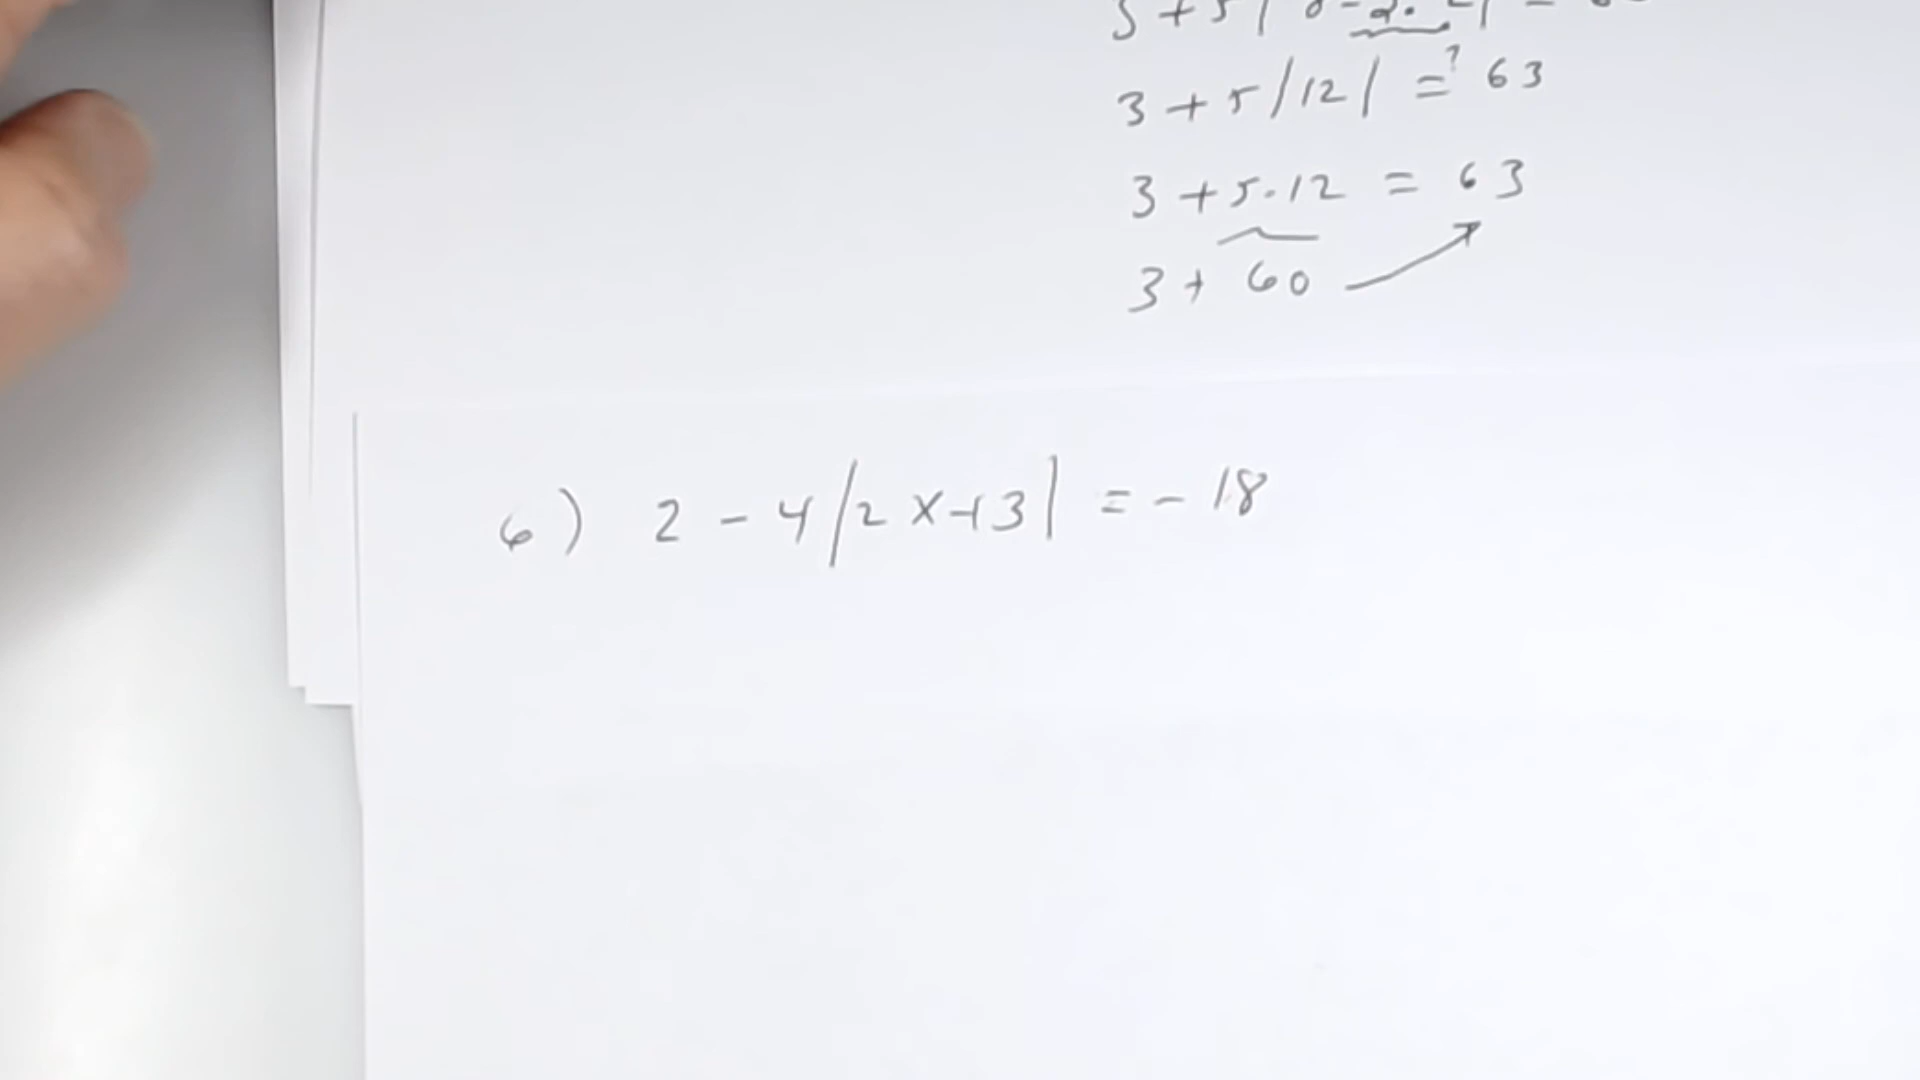 3 + 5 | 12 | =? 63
3 + 5 · 12 = 63
3 + 60
6) 2 - 4 | 2x+3 | = - 18